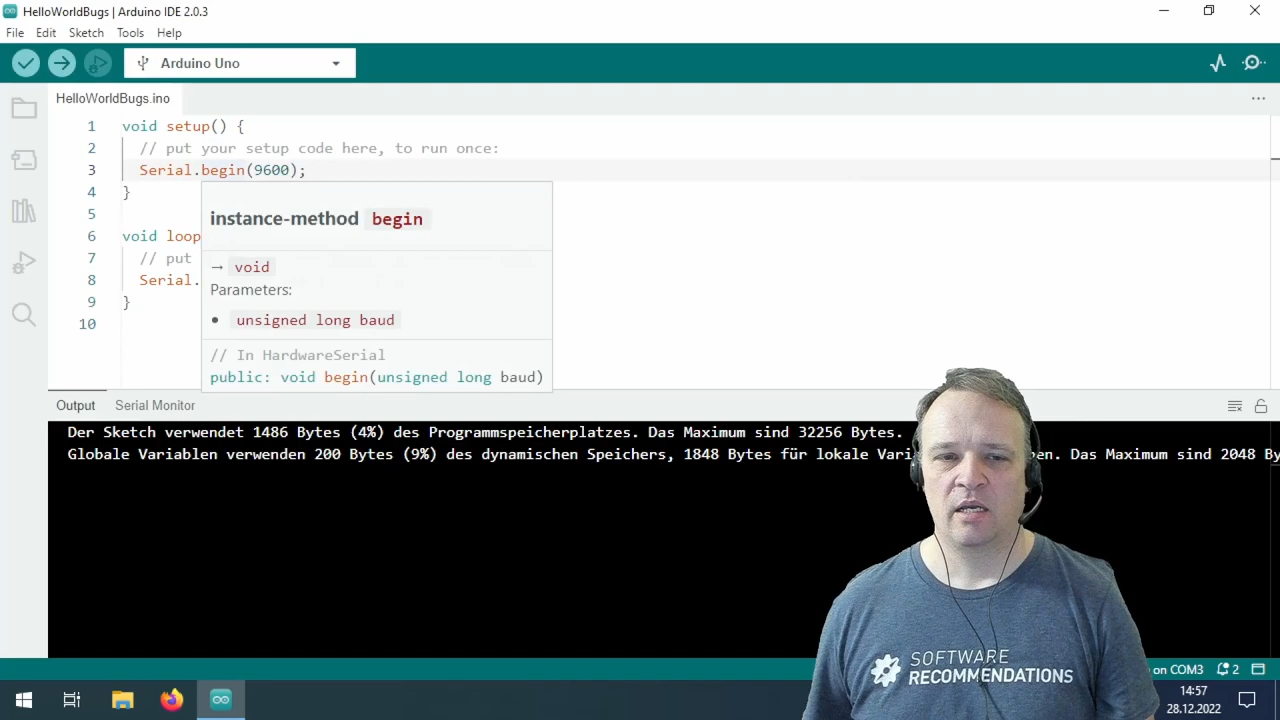 HelloWorldBugs | Arduino IDE 2.0.3
File Edit Sketch Tools Help
Arduino Uno
HelloWorldBugs.ino
1 void setup() {
2 // put your setup code here, to run once:
3 Serial.begin(9600);
4 }
5
6 void loop
7 // put
8 Serial.
9 }
10
instance-method begin
→ void
Parameters:
• unsigned long baud
// In HardwareSerial
public: void begin(unsigned long baud)
Output Serial Monitor
Der Sketch verwendet 1486 Bytes (4%) des Programmspeicherplatzes. Das Maximum sind 32256 Bytes.
Globale Variablen verwenden 200 Bytes (9%) des dynamischen Speichers, 1848 Bytes für lokale Vari en. Das Maximum sind 2048 By
SOFTWARE
RECOMMENDATIONS
on COM3 2
14:57
28.12.2022